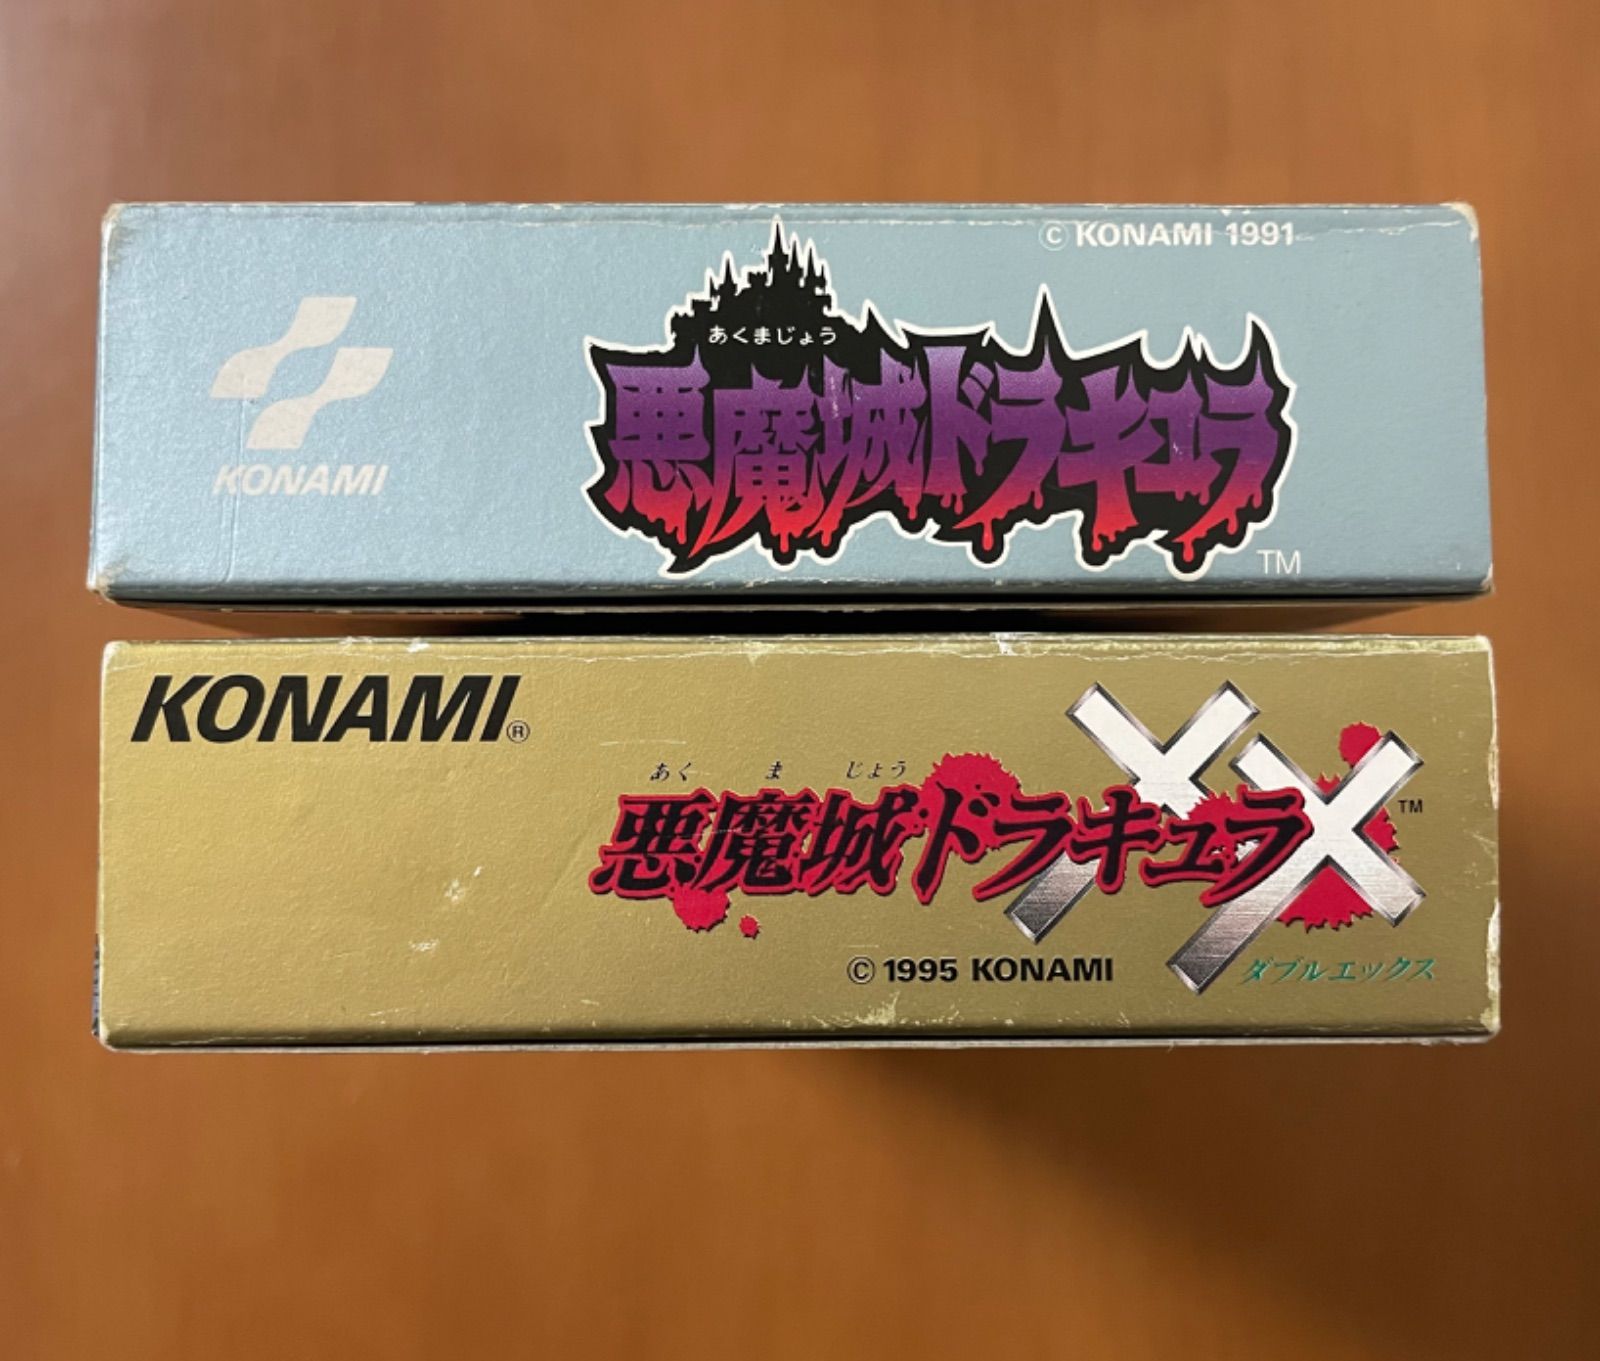 © KONAMI 1991
あくまじょう
悪魔城ドラキュラ
KONAMI
TM
KONAMI®
あくまじょう
悪魔城ドラキュラXX
TM
© 1995 KONAMI
ダブルエックス